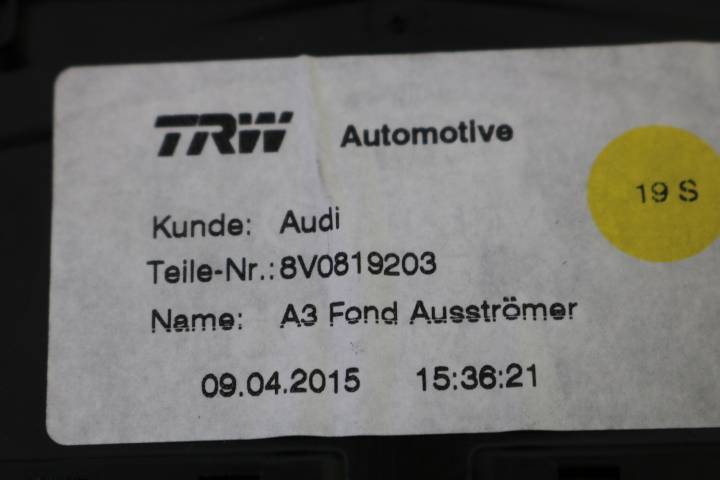 TRW Automotive
19 S
Kunde: Audi
Teile-Nr.: 8V0819203
Name: A3 Fond Ausströmer
09.04.2015 15:36:21